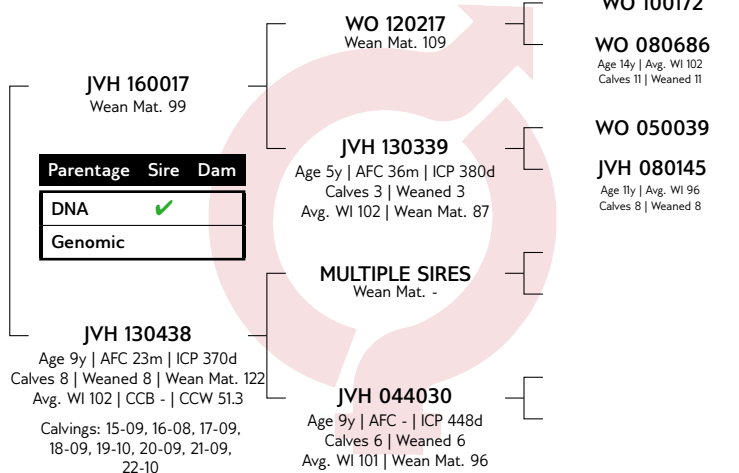 WO 100172
WO 120217
Wean Mat. 109
WO 080686
Age 14y | Avg. WI 102
Calves 11 | Weaned 11
JVH 160017
Wean Mat. 99
WO 050039
JVH 130339
Age 5y | AFC 36m | ICP 380d
Calves 3 | Weaned 3
Avg. WI 102 | Wean Mat. 87
JVH 080145
Age 11y | Avg. WI 96
Calves 8 | Weaned 8
Parentage Sire Dam
DNA ✔
Genomic
MULTIPLE SIRES
Wean Mat. -
JVH 130438
Age 9y | AFC 23m | ICP 370d
Calves 8 | Weaned 8 | Wean Mat. 122
Avg. WI 102 | CCB - | CCW 51.3
Calvings: 15-09, 16-08, 17-09,
18-09, 19-10, 20-09, 21-09,
22-10
JVH 044030
Age 9y | AFC - | ICP 448d
Calves 6 | Weaned 6
Avg. WI 101 | Wean Mat. 96